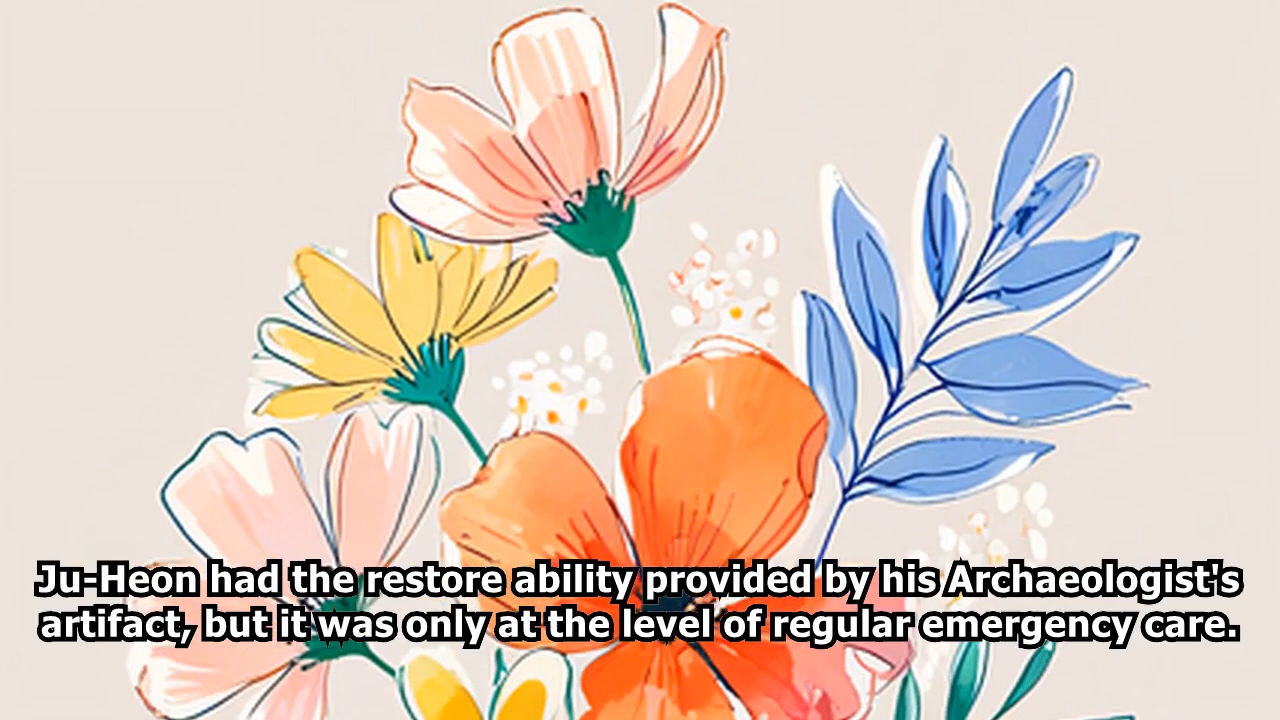 Ju-Heon had the restore ability provided by his Archaeologist's
artifact, but it was only at the level of regular emergency care.